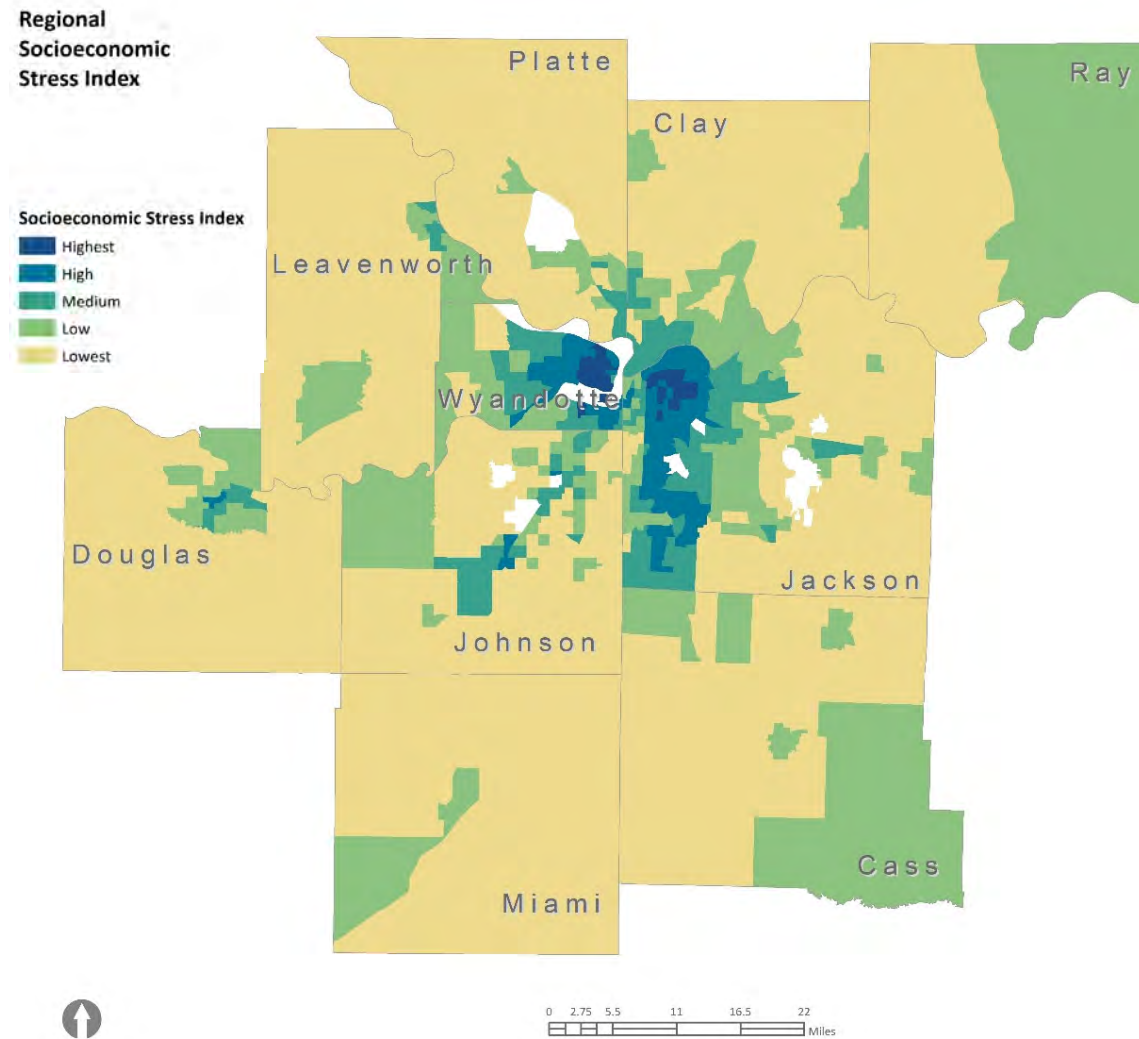 Regional
Socioeconomic
Stress Index
Platte
Ray
Clay
Socioeconomic Stress Index
Highest
High
Medium
Low
Lowest
Leavenworth
Wyandotte
Douglas
Jackson
Johnson
Cass
Miami
0 2.75 5.5 11 16.5 22
Miles